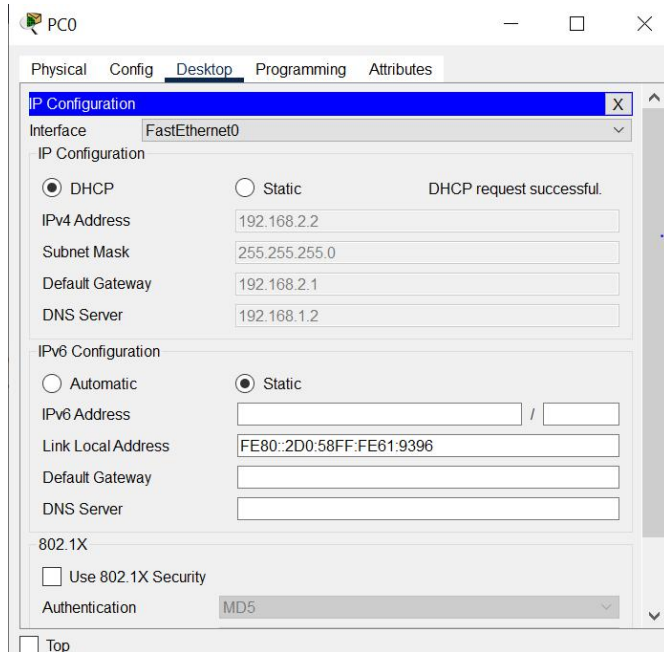 PC0
Physical Config Desktop Programming Attributes
IP Configuration X
Interface FastEthernet0
IP Configuration
DHCP Static DHCP request successful.
IPv4 Address 192.168.2.2
Subnet Mask 255.255.255.0
Default Gateway 192.168.2.1
DNS Server 192.168.1.2
IPv6 Configuration
Automatic Static
IPv6 Address /
Link Local Address FE80::2D0:58FF:FE61:9396
Default Gateway
DNS Server
802.1X
Use 802.1X Security
Authentication MD5
Top